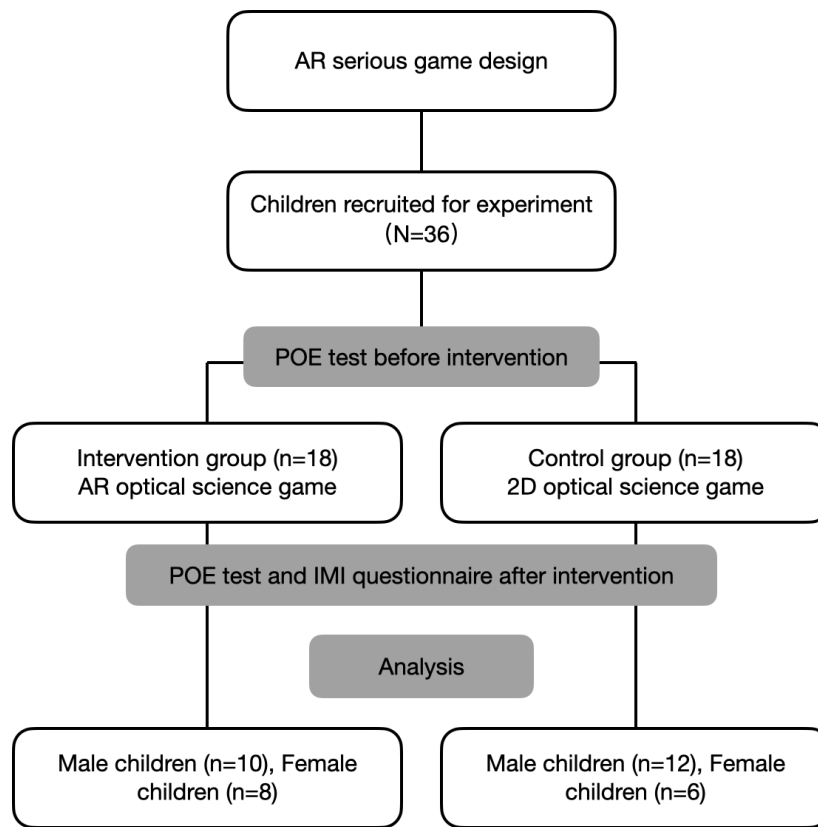 AR serious game design
Children recruited for experiment
(N=36)
POE test before intervention
Intervention group (n=18)
AR optical science game
Control group (n=18)
2D optical science game
POE test and IMI questionnaire after intervention
Analysis
Male children (n=10), Female
children (n=8)
Male children (n=12), Female
children (n=6)